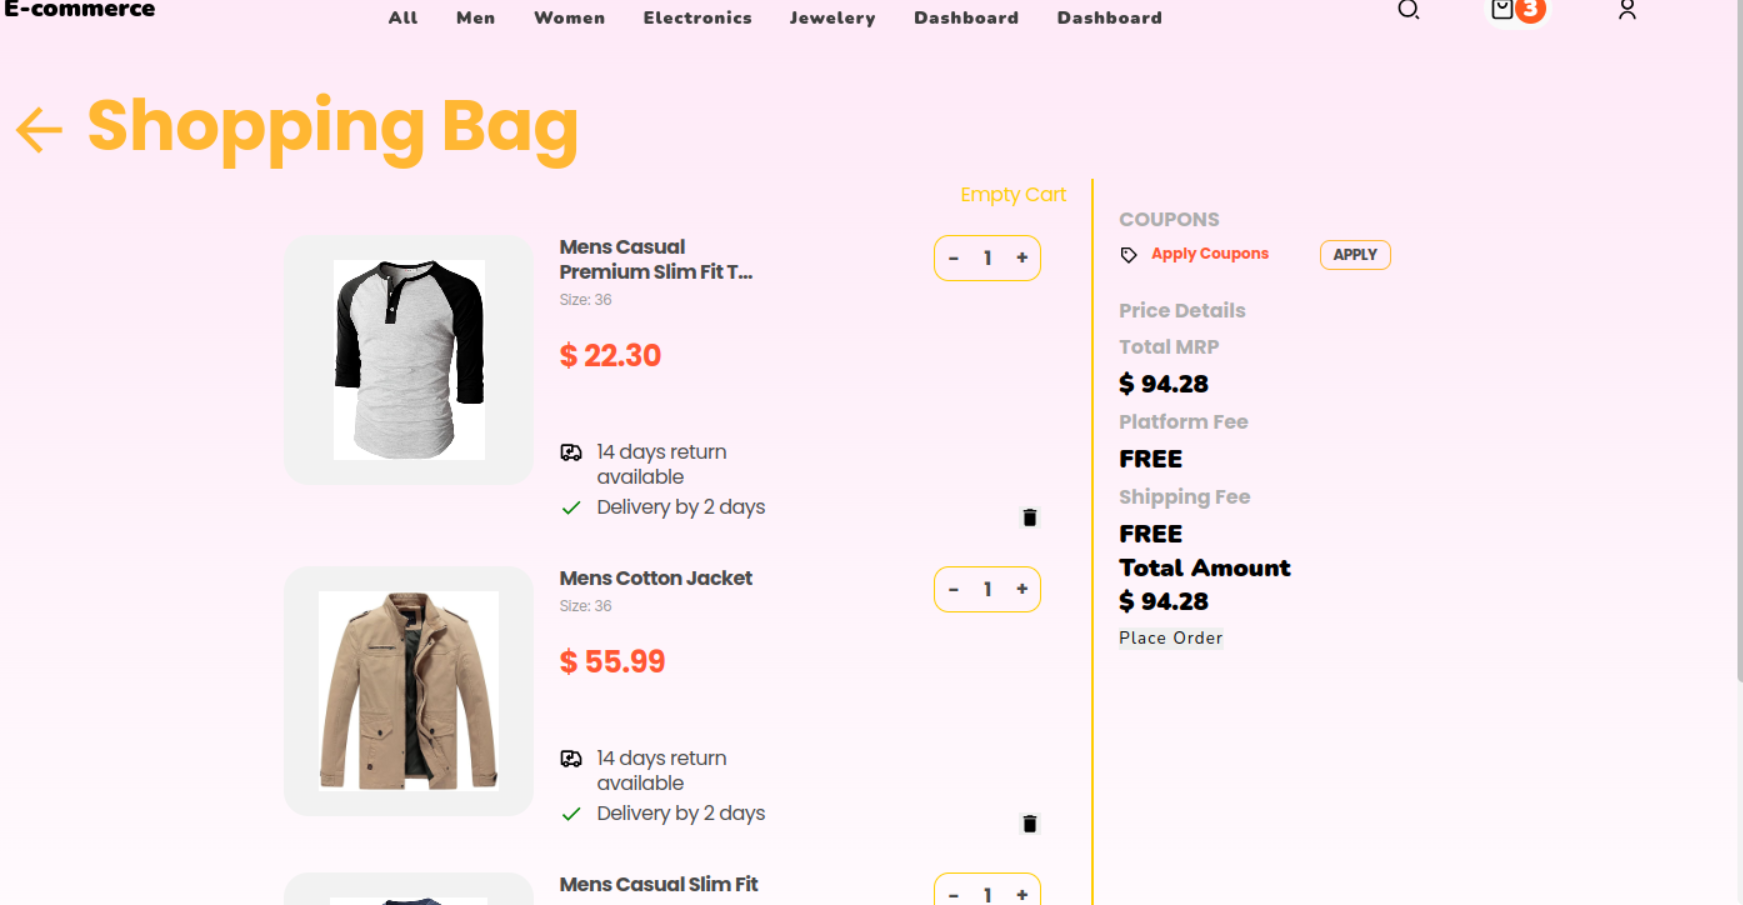 E-commerce
All Men Women Electronics Jewelery Dashboard Dashboard
3
Shopping Bag
Empty Cart
Mens Casual
Premium Slim Fit T...
Size: 36
- 1 +
$ 22.30
14 days return
available
Delivery by 2 days
Mens Cotton Jacket
Size: 36
- 1 +
$ 55.99
14 days return
available
Delivery by 2 days
Mens Casual Slim Fit
- 1 +
COUPONS
Apply Coupons
APPLY
Price Details
Total MRP
$ 94.28
Platform Fee
FREE
Shipping Fee
FREE
Total Amount
$ 94.28
Place Order